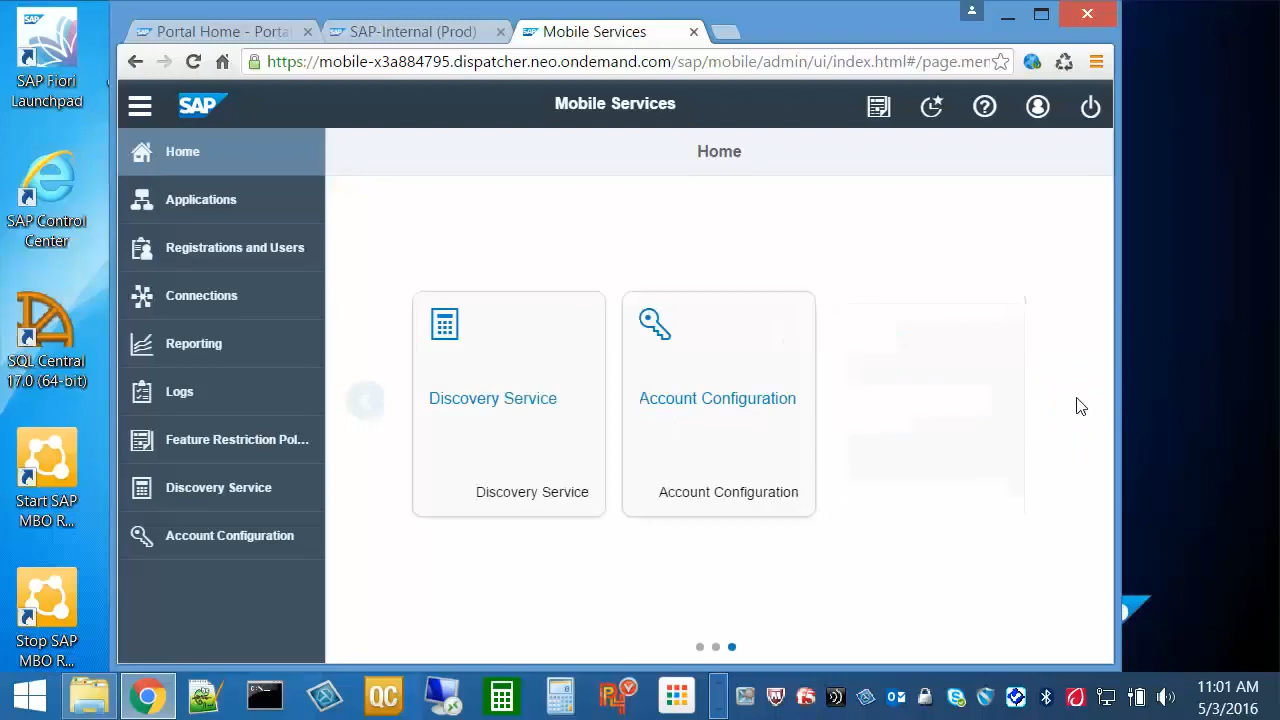 SAP
SAP Fiori
Launchpad
SAP Control
Center
SQL Central
17.0 (64-bit)
Start SAP
MBO R...
Stop SAP
MBO R...
Portal Home - Porta
SAP-Internal (Prod)
Mobile Services
https://mobile-x3a884795.dispatcher.neo.ondemand.com/sap/mobile/admin/ui/index.html#/page.mer
SAP
Mobile Services
Home
Applications
Registrations and Users
Connections
Reporting
Logs
Feature Restriction Pol...
Discovery Service
Account Configuration
Home
Discovery Service
Discovery Service
Account Configuration
Account Configuration
QC
11:01 AM
5/3/2016